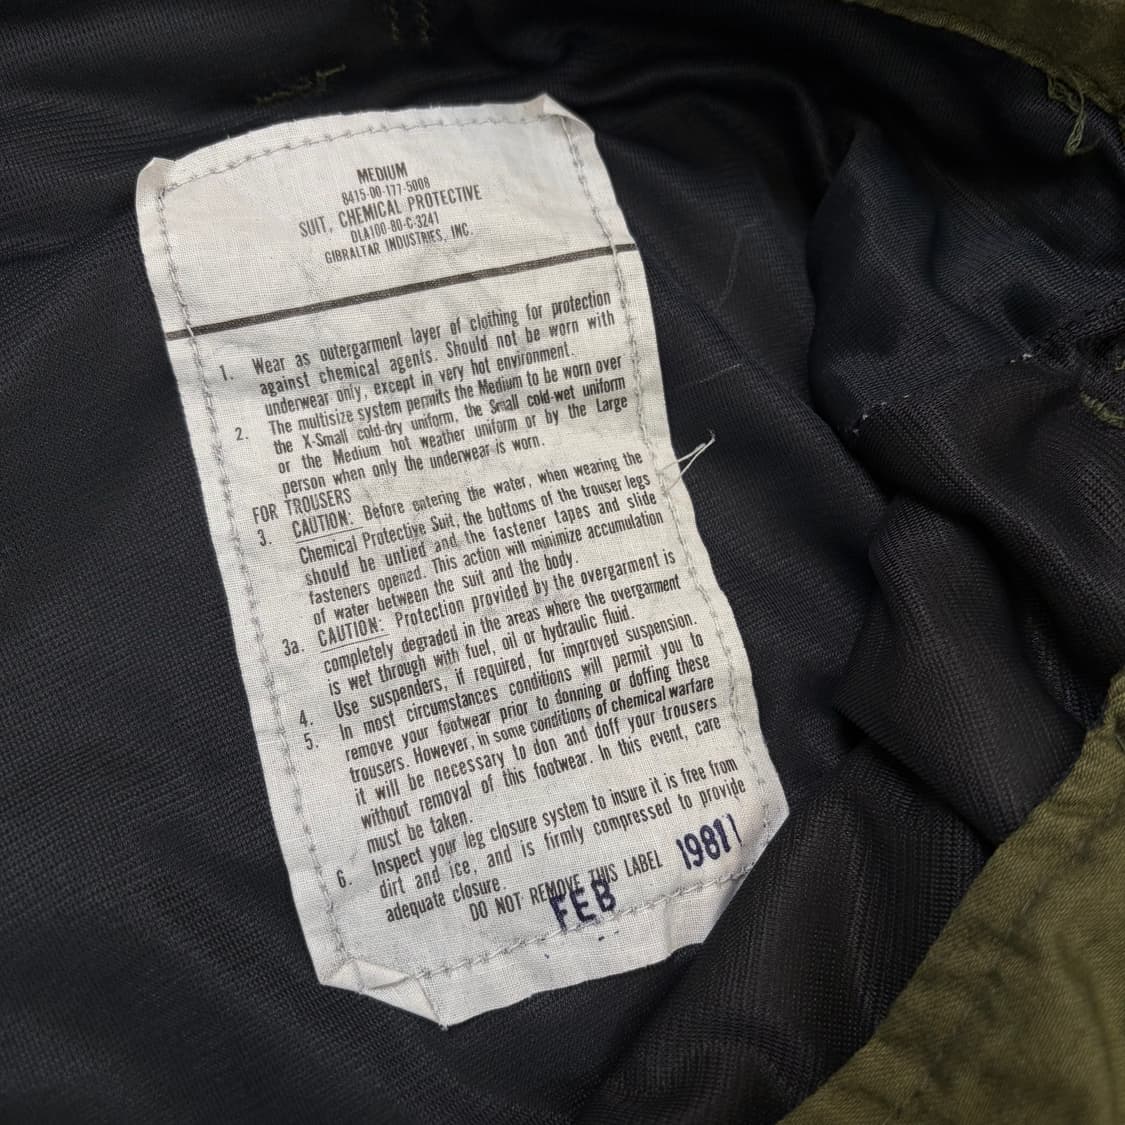 MEDIUM
8415-00-177-5008
SUIT, CHEMICAL PROTECTIVE
DLA100-80-C-3241
GIBRALTAR INDUSTRIES, INC.
1. Wear as outergarment layer of clothing for protection
against chemical agents. Should not be worn with
underwear only, except in very hot environment.
2. The multisize system permits the Medium to be worn over
the X-Small cold-dry uniform, the Small cold-wet uniform
or the Medium hot weather uniform or by the Large
person when only the underwear is worn.
FOR TROUSERS
3. CAUTION: Before entering the water, when wearing the
Chemical Protective Suit, the bottoms of the trouser legs
should be untied and the fastener tapes and slide
fasteners opened. This action will minimize accumulation
of water between the suit and the body.
3a. CAUTION: Protection provided by the overgarment is
completely degraded in the areas where the overgarment
is wet through with fuel, oil or hydraulic fluid.
4. Use suspenders, if required, for improved suspension.
5. In most circumstances conditions will permit you to
remove your footwear prior to donning or doffing these
trousers. However, in some conditions of chemical warfare
it will be necessary to don and doff your trousers
without removal of this footwear. In this event, care
must be taken.
6. Inspect your leg closure system to insure it is free from
dirt and ice, and is firmly compressed to provide
adequate closure.
DO NOT REMOVE THIS LABEL
FEB 1981